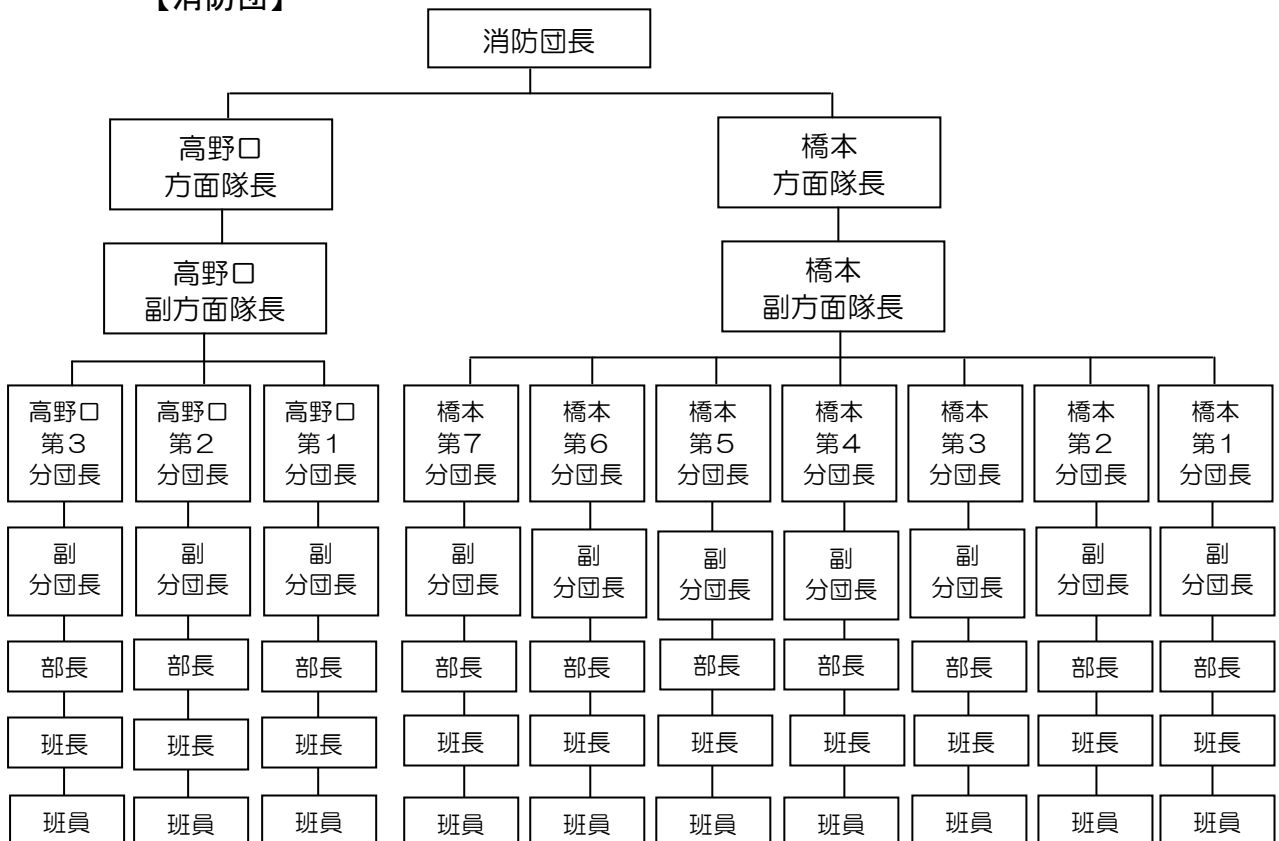 【消防団】
消防団長
高野口
方面隊長
橋本
方面隊長
高野口
副方面隊長
橋本
副方面隊長
高野口
第3
分団長
高野口
第2
分団長
高野口
第1
分団長
橋本
第7
分団長
橋本
第6
分団長
橋本
第5
分団長
橋本
第4
分団長
橋本
第3
分団長
橋本
第2
分団長
橋本
第1
分団長
副
分団長
副
分団長
副
分団長
副
分団長
副
分団長
副
分団長
副
分団長
副
分団長
副
分団長
副
分団長
部長
部長
部長
部長
部長
部長
部長
部長
部長
部長
班長
班長
班長
班長
班長
班長
班長
班長
班長
班長
班員
班員
班員
班員
班員
班員
班員
班員
班員
班員